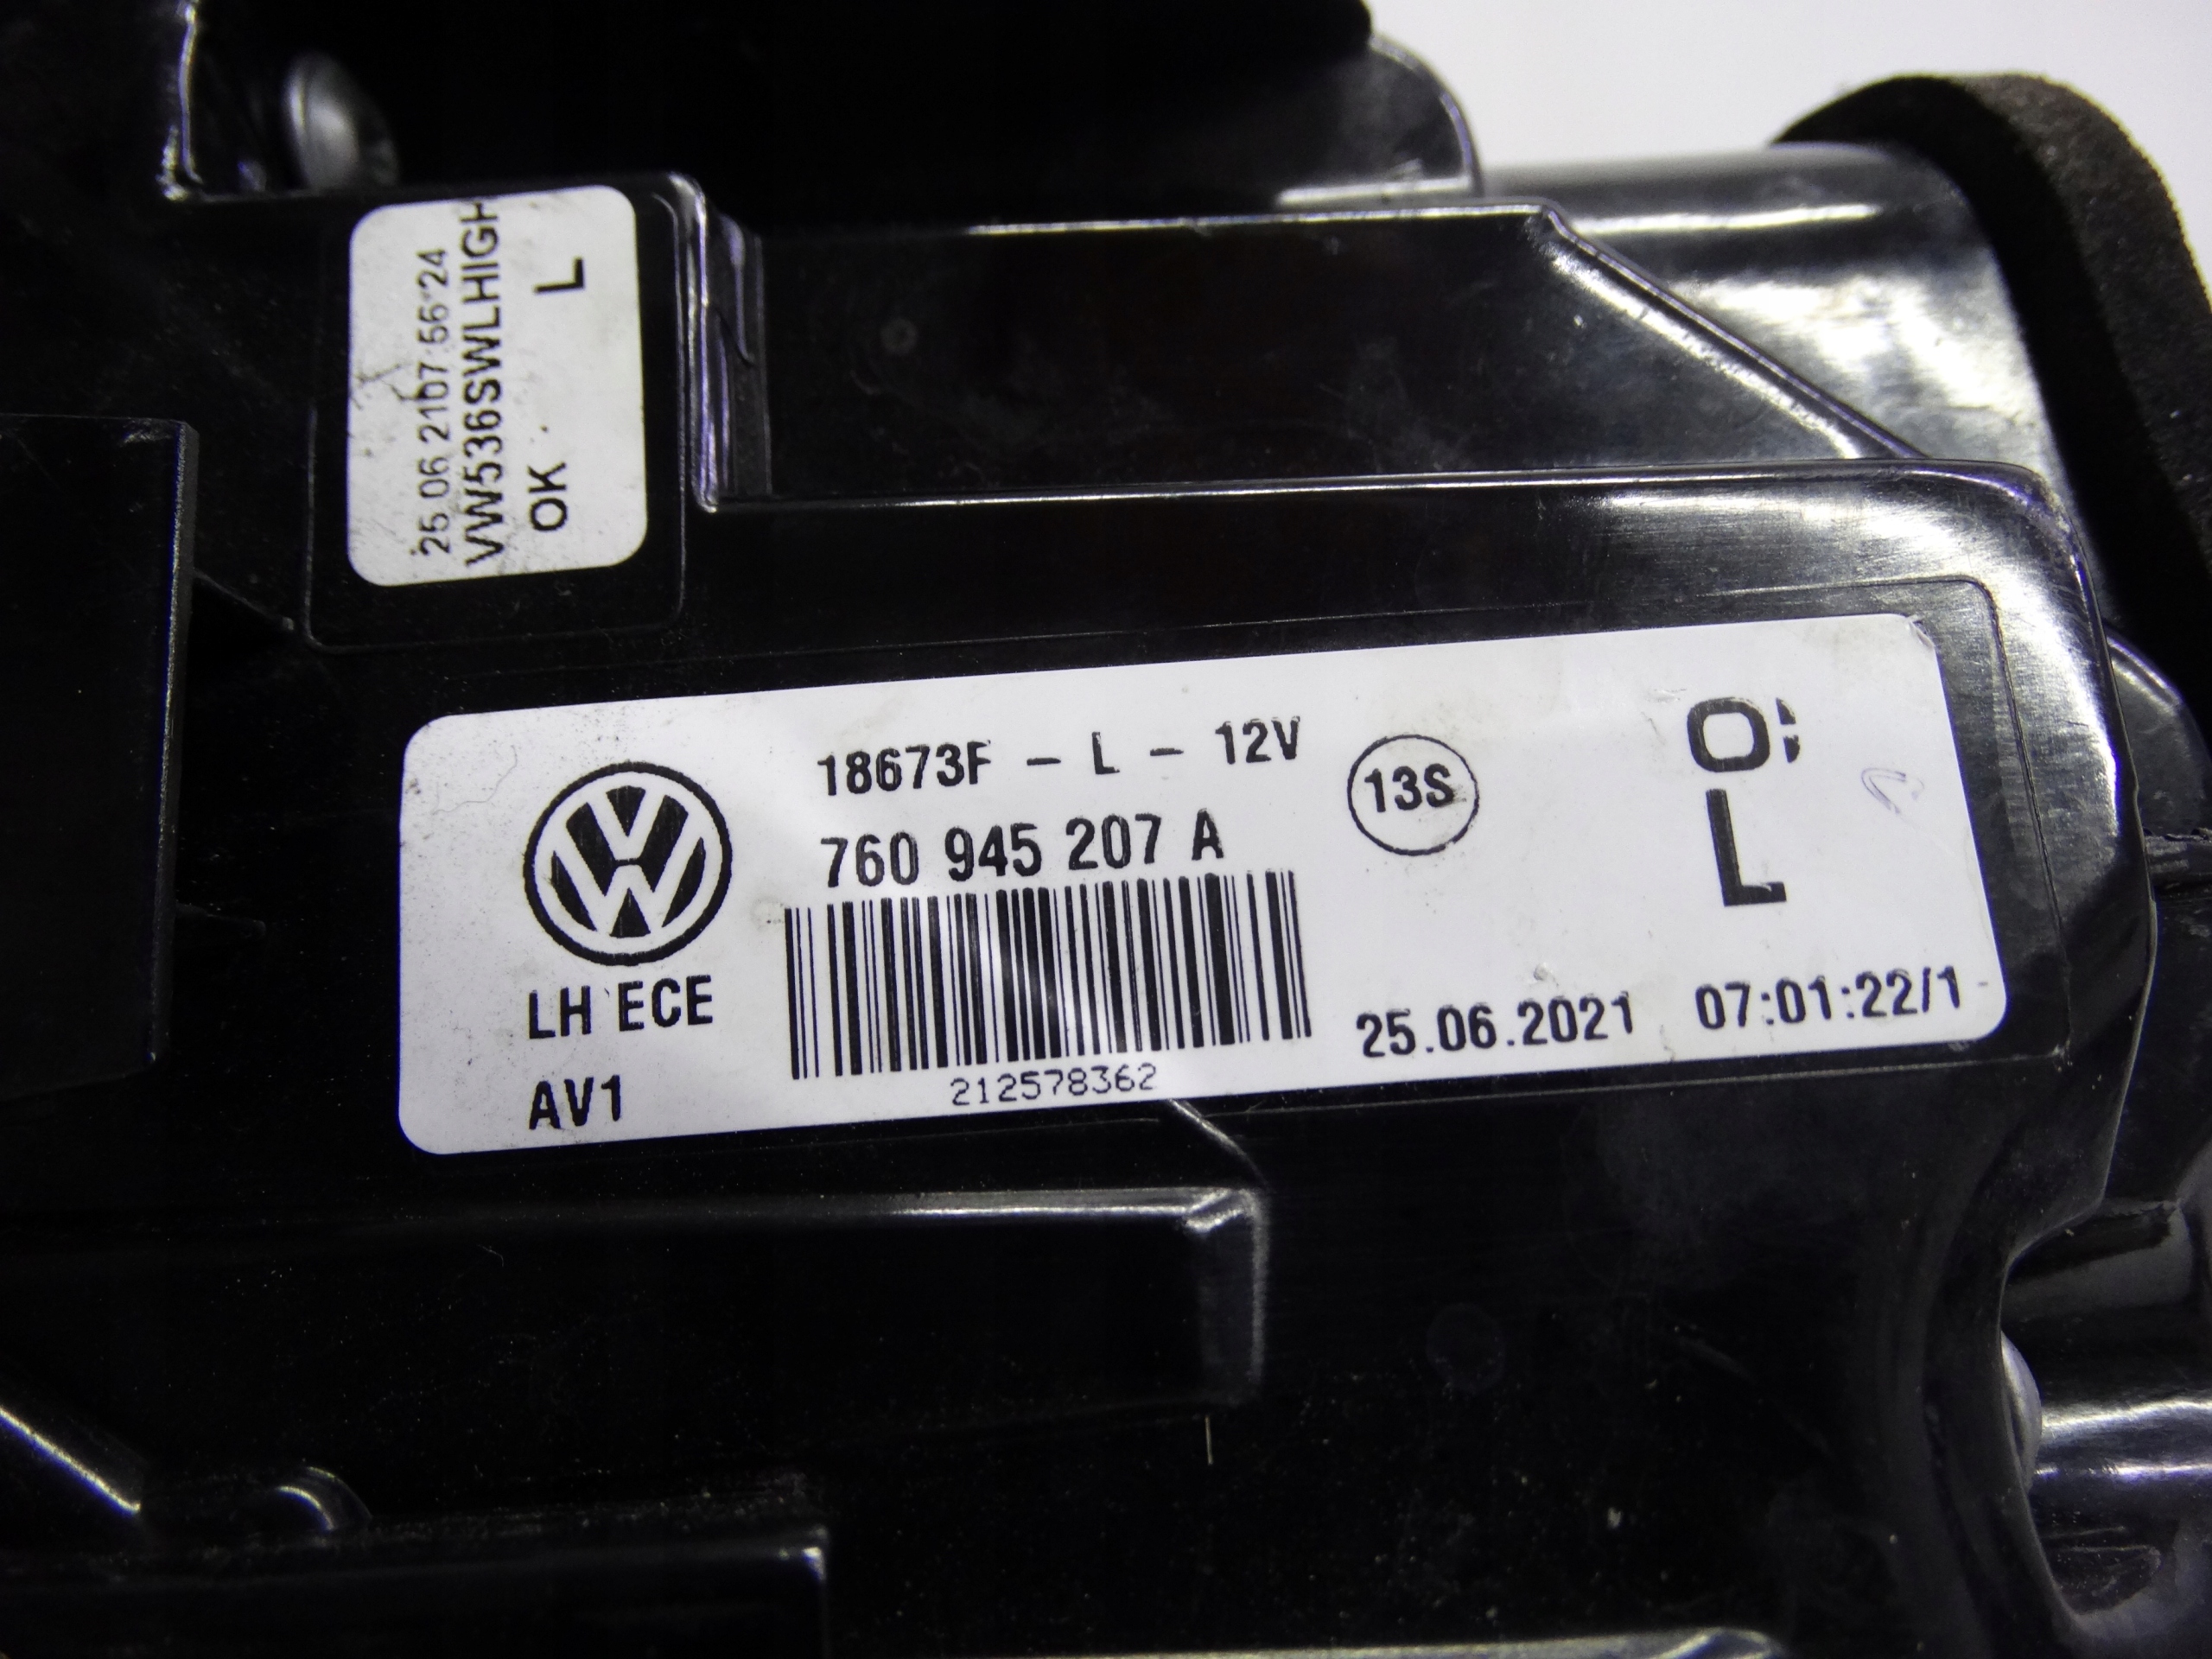 25 06 2107:56:24
VW536SWLHIGH
OK L
18673F - L - 12V
760 945 207 A
13S
L
LH ECE
AV1
212578362
25.06.2021 07:01:22/1